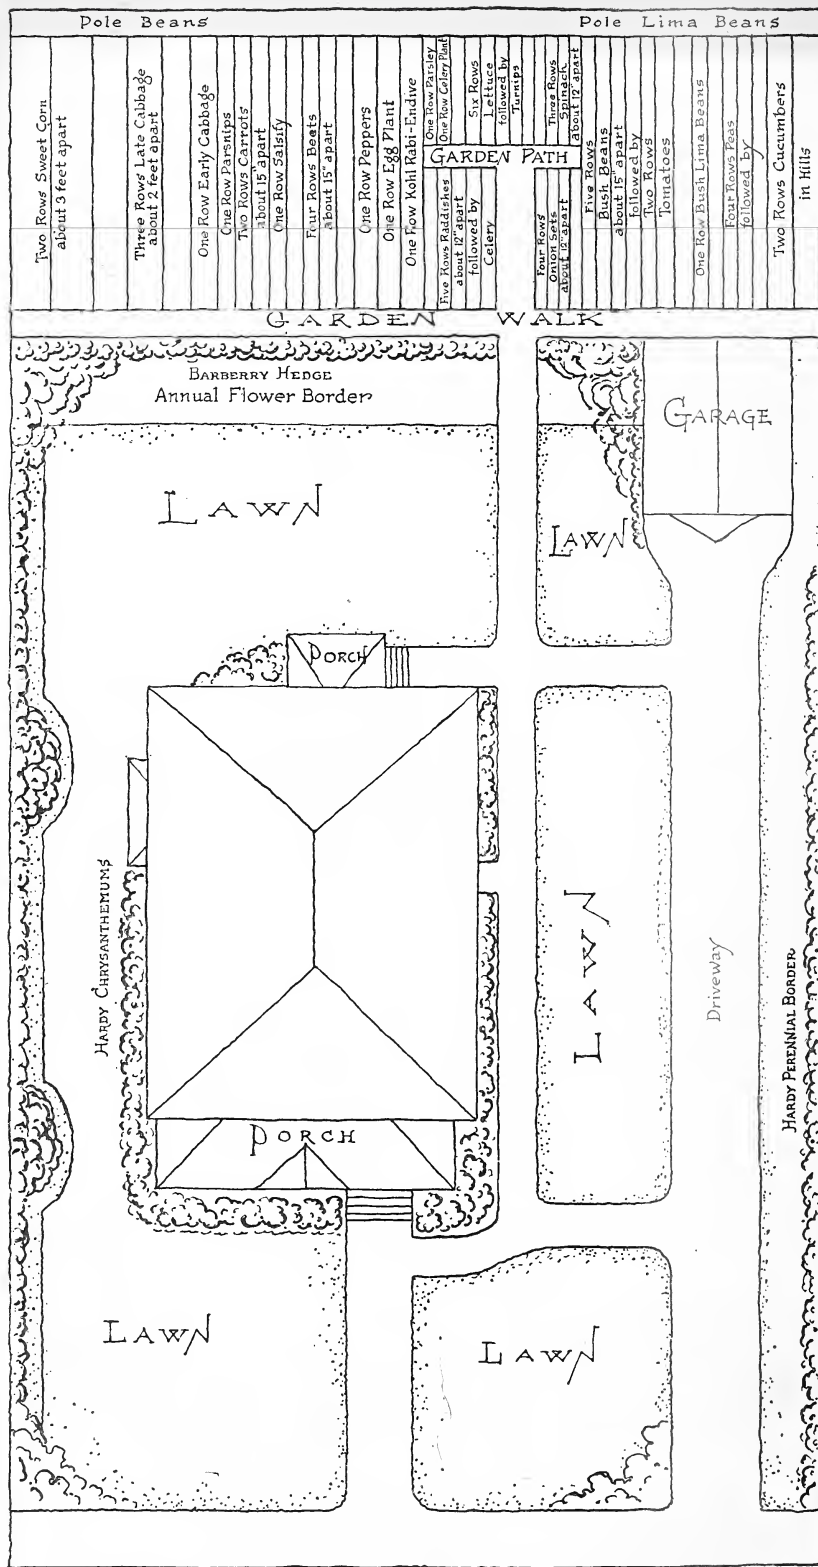 Pole Beans
Pole Lima Beans
Two Rows Sweet Corn
about 3 feet apart
Three Rows Late Cabbage
about 2 feet apart
One Row Early Cabbage
One Row Parsnips
Two Rows Carrots
about 15" apart
One Row Salsify
Four Rows Beets
about 15" apart
One Row Peppers
One Row Egg Plant
One Row Kohl Rabi-Endive
One Row Parsley
One Row Celery Plant
Six Rows
Lettuce
followed by
Turnips
Three Rows
Spinach
about 12" apart
GARDEN PATH
Five Rows Raddishes
about 12" apart
followed by
Celery
Four Rows
Onion Sets
about 12" apart
Five Rows
Bush Beans
about 15" apart
followed by
Two Rows
Tomatoes
One Row Bush Lima Beans
Four Rows Peas
followed by
Two Rows Cucumbers
in Hills
GARDEN WALK
BARBERRY HEDGE
Annual Flower Border
GARAGE
LAWN
LAWN
PORCH
HARDY CHRYSANTHEMUMS
LAWN
Driveway
HARDY PERENNIAL BORDER
PORCH
LAWN
LAWN